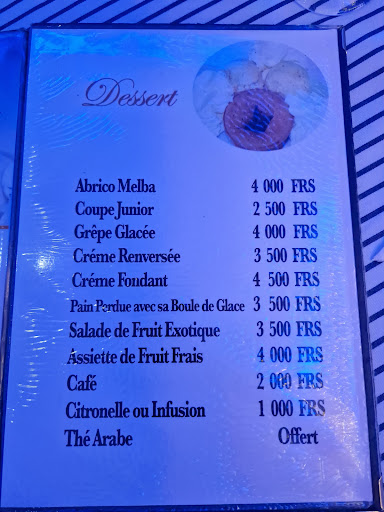 Dessert
Abrico Melba 4 000 FRS
Coupe Junior 2 500 FRS
Grêpe Glacée 4 000 FRS
Créme Renversée 3 500 FRS
Créme Fondant 4 500 FRS
Pain Perdue avec sa Boule de Glace 3 500 FRS
Salade de Fruit Exotique 3 500 FRS
Assiette de Fruit Frais 4 000 FRS
Café 2 000 FRS
Citronelle ou Infusion 1 000 FRS
Thé Arabe Offert